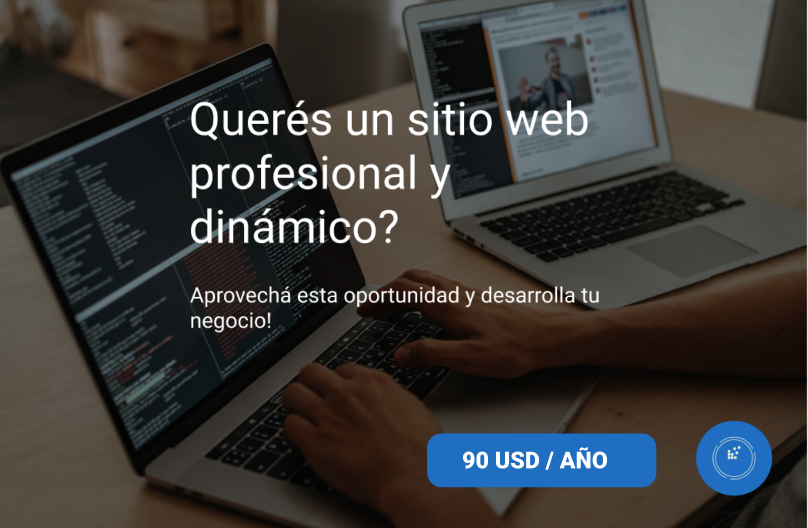 Querés un sitio web
profesional y
dinámico?
Aprovechá esta oportunidad y desarrolla tu
negocio!
90 USD / AÑO